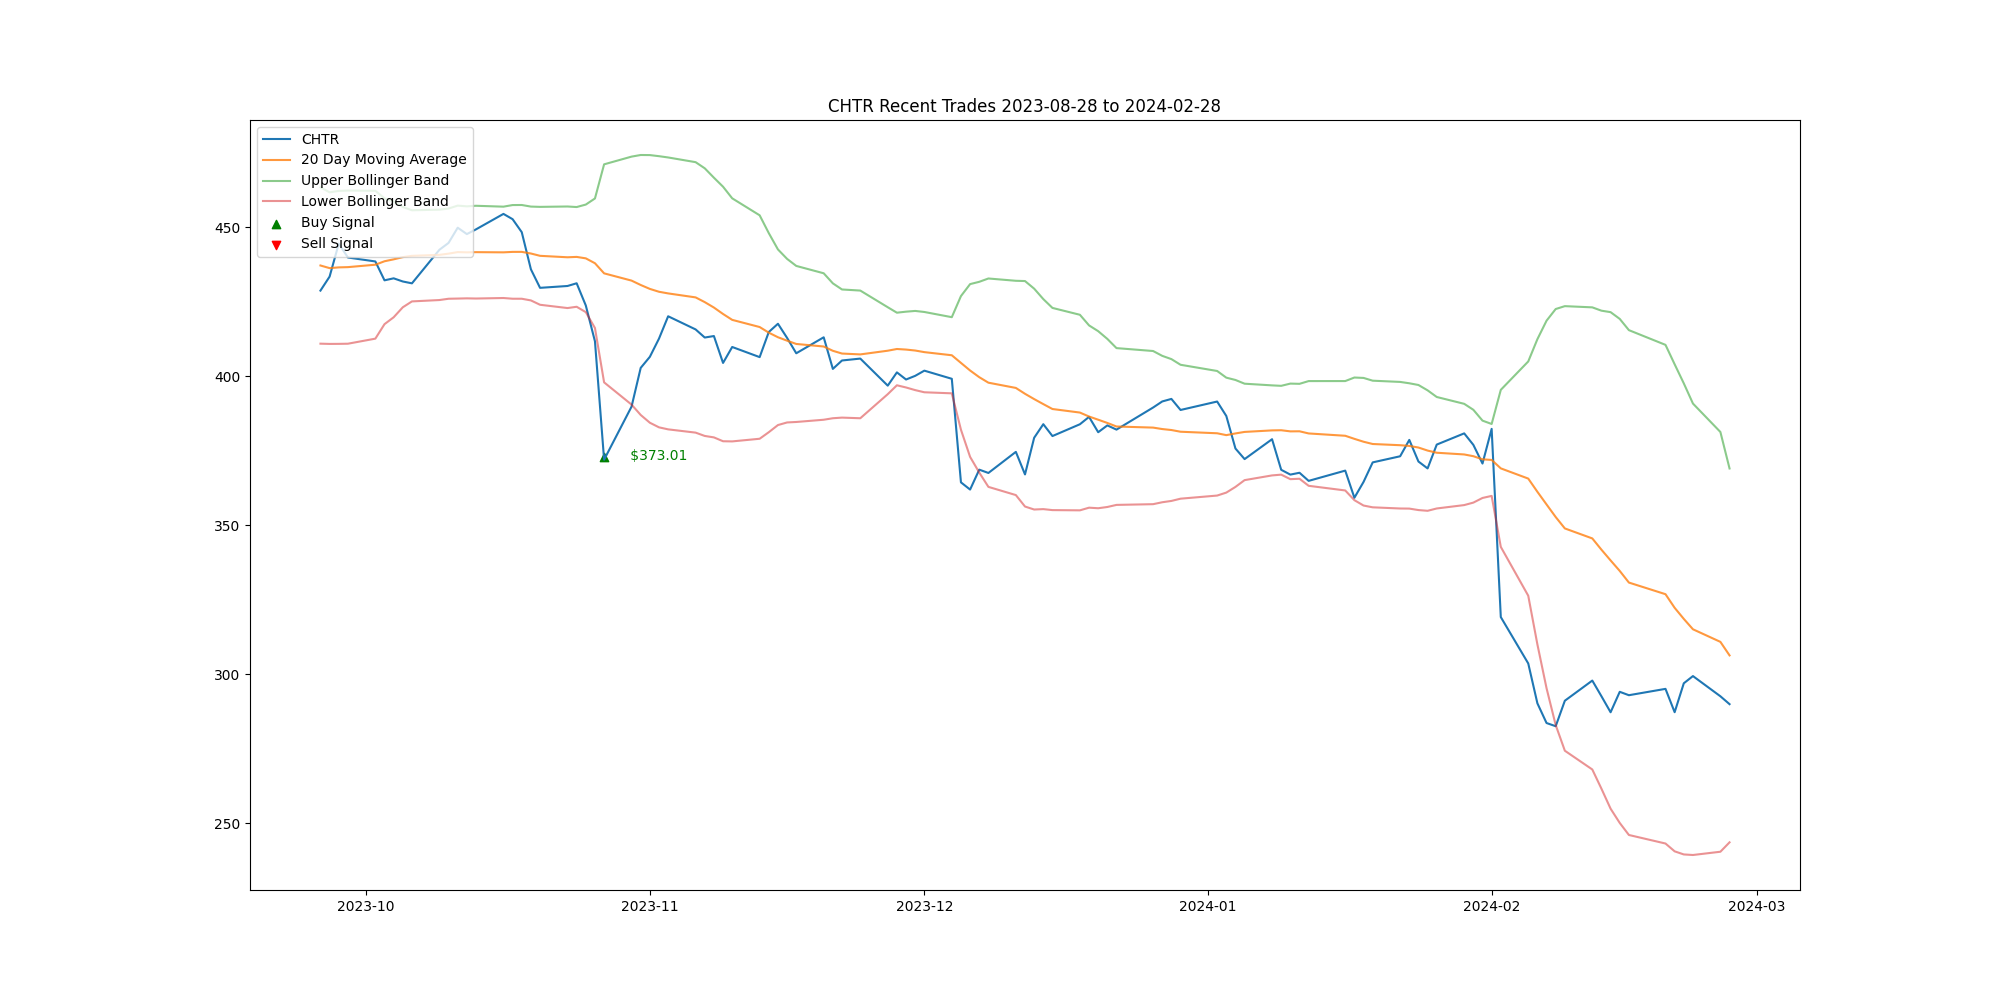 CHTR Recent Trades 2023-08-28 to 2024-02-28
CHTR
20 Day Moving Average
Upper Bollinger Band
Lower Bollinger Band
Buy Signal
Sell Signal
450
400
350
300
250
$373.01
2023-10
2023-11
2023-12
2024-01
2024-02
2024-03